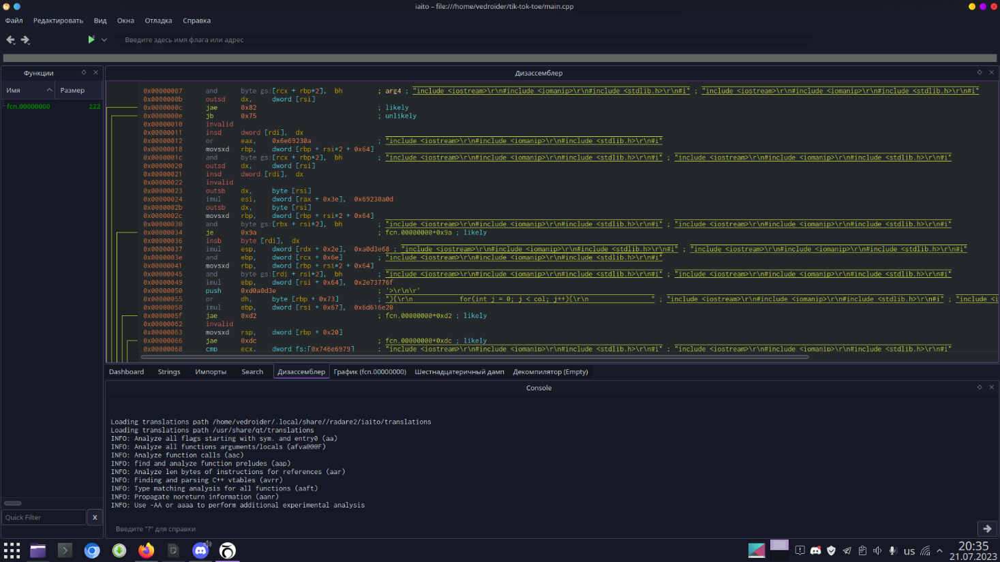 iaito – file:///home/vedroider/tik-tok-toe/main.cpp
Файл Редактировать Вид Окна Отладка Справка
Введите здесь имя флага или адрес
Функции
Дизассемблер
Имя Размер
fcn.00000000 222
0x00000007 and byte gs:[rcx + rbp*2], bh ; arg4 ; "include <iostream>\r\n#include <iomanip>\r\n#include <stdlib.h>\r\n#i" ; "include <iostream>\r\n#include <iomanip>\r\n#include <stdlib.h>\r\n#i"
0x0000000b outsd dx, dword [rsi]
0x0000000c jae 0x82 ; likely
0x0000000e jb 0x75 ; unlikely
0x00000010 invalid
0x00000011 insd dword [rdi], dx
0x00000012 or eax, 0x6e69230a ; "include <iostream>\r\n#include <iomanip>\r\n#include <stdlib.h>\r\n#i"
0x00000018 movsxd rbp, dword [rbp + rsi*2 + 0x64]
0x0000001c and byte gs:[rcx + rbp*2], bh ; "include <iostream>\r\n#include <iomanip>\r\n#include <stdlib.h>\r\n#i" ; "include <iostream>\r\n#include <iomanip>\r\n#include <stdlib.h>\r\n#i"
0x00000020 outsd dx, dword [rsi]
0x00000021 insd dword [rdi], dx
0x00000022 invalid
0x00000023 outsb dx, byte [rsi]
0x00000024 imul esi, dword [rax + 0x3e], 0x69230a0d
0x0000002b outsb dx, byte [rsi]
0x0000002c movsxd rbp, dword [rbp + rsi*2 + 0x64]
0x00000030 and byte gs:[rbx + rsi*2], bh ; "include <iostream>\r\n#include <iomanip>\r\n#include <stdlib.h>\r\n#i" ; "include <iostream>\r\n#include <iomanip>\r\n#include <stdlib.h>\r\n#i"
0x00000034 je 0x9a ; fcn.00000000+0x9a ; likely
0x00000036 insb byte [rdi], dx
0x00000037 imul esp, dword [rdx + 0x2e], 0xa0d3e68 ; "include <iostream>\r\n#include <iomanip>\r\n#include <stdlib.h>\r\n#i" ; "include <iostream>\r\n#include <iomanip>\r\n#include <stdlib.h>\r\n#i"
0x0000003e and ebp, dword [rcx + 0x6e] ; "include <iostream>\r\n#include <iomanip>\r\n#include <stdlib.h>\r\n#i"
0x00000041 movsxd rbp, dword [rbp + rsi*2 + 0x64]
0x00000045 and byte gs:[rdi + rsi*2], bh ; "include <iostream>\r\n#include <iomanip>\r\n#include <stdlib.h>\r\n#i" ; "include <iostream>\r\n#include <iomanip>\r\n#include <stdlib.h>\r\n#i"
0x00000049 imul ebp, dword [rsi + 0x64], 0x2e73776f
0x00000050 push 0xd0a0d3e ; '>\r\n\r'
0x00000055 or dh, byte [rbp + 0x73] ; "){\r\n for(int j = 0; j < col; j++){\r\n " ; "include <iostream>\r\n#include <iomanip>\r\n#include <stdlib.h>\r\n#i" ; "include <i
0x00000058 imul ebp, dword [rsi + 0x67], 0x6d616e20
0x0000005f jae 0xd2 ; fcn.00000000+0xd2 ; likely
0x00000062 invalid
0x00000063 movsxd rsp, dword [rbp + 0x20]
0x00000066 jae 0xdc ; fcn.00000000+0xdc ; likely
0x00000068 cmp ecx, dword fs:[0x746e6979] ; "include <iostream>\r\n#include <iomanip>\r\n#include <stdlib.h>\r\n#i" ; "include <iostream>\r\n#include <iomanip>\r\n#include <stdlib.h>\r\n#i"
Dashboard Strings Импорты Search Дизассемблер График (fcn.00000000) Шестнадцатеричный дамп Декомпилятор (Empty)
Console
Loading translations path /home/vedroider/.local/share//radare2/iaito/translations
Loading translations path /usr/share/qt/translations
INFO: Analyze all flags starting with sym. and entry0 (aa)
INFO: Analyze all functions arguments/locals (afva@@@F)
INFO: Analyze function calls (aac)
INFO: find and analyze function preludes (aap)
INFO: Analyze len bytes of instructions for references (aar)
INFO: Finding and parsing C++ vtables (avrr)
INFO: Type matching analysis for all functions (aaft)
INFO: Propagate noreturn information (aanr)
INFO: Use -AA or aaaa to perform additional experimental analysis
Quick Filter X
Введите "?" для справки
us
20:35
21.07.2023